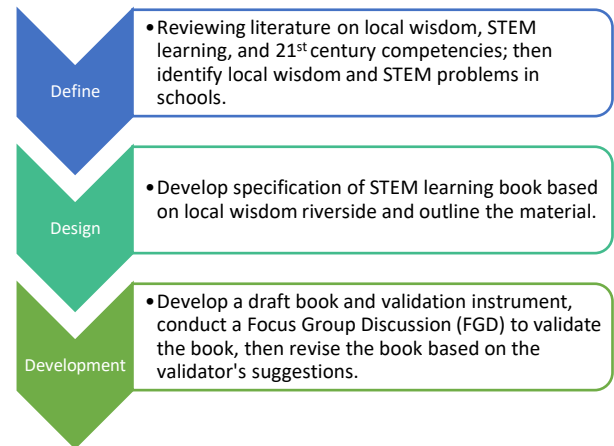 Define
•Reviewing literature on local wisdom, STEM
learning, and 21st century competencies; then
identify local wisdom and STEM problems in
schools.
Design
•Develop specification of STEM learning book based
on local wisdom riverside and outline the material.
Development
•Develop a draft book and validation instrument,
conduct a Focus Group Discussion (FGD) to validate
the book, then revise the book based on the
validator's suggestions.